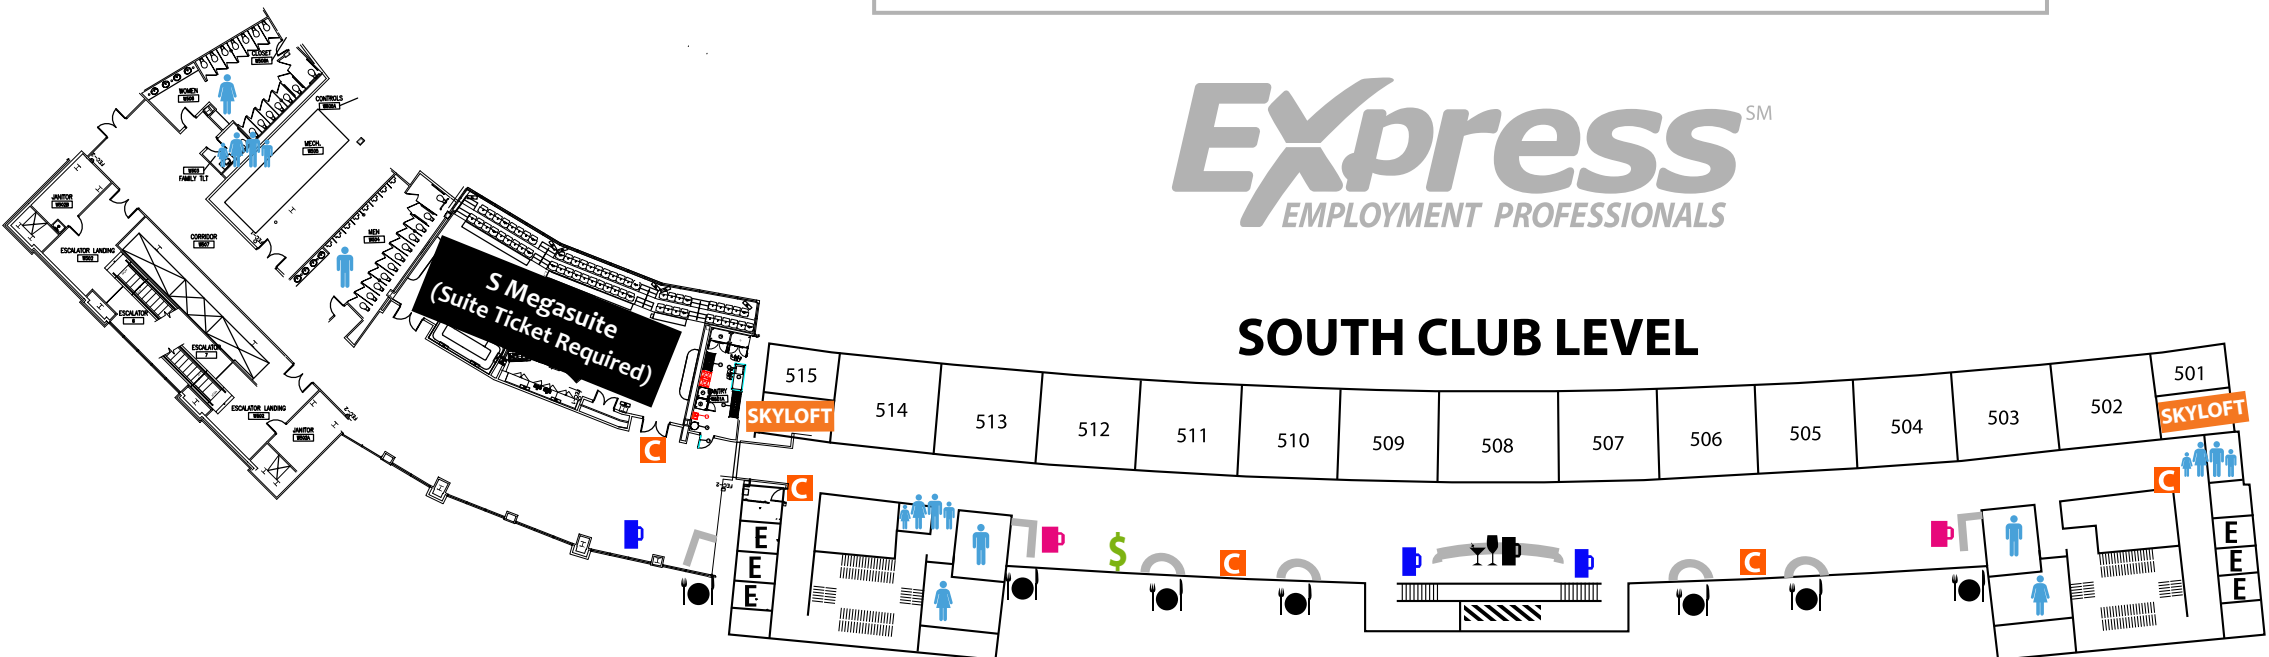 Express SM
EMPLOYMENT PROFESSIONALS
SOUTH CLUB LEVEL
CLOSET
WOMEN
CONTROLS
MECH.
FAMILY TLT
JANITOR
MEN
CORRIDOR
ESCALATOR LANDING
ESCALATOR
ESCALATOR
7
ESCALATOR LANDING
JANITOR
S Megasuite
(Suite Ticket Required)
515
SKYLOFT
514
513
512
511
510
509
508
507
506
505
504
503
502
501
SKYLOFT
C
C
C
C
C
$
E
E
E
E
E
E